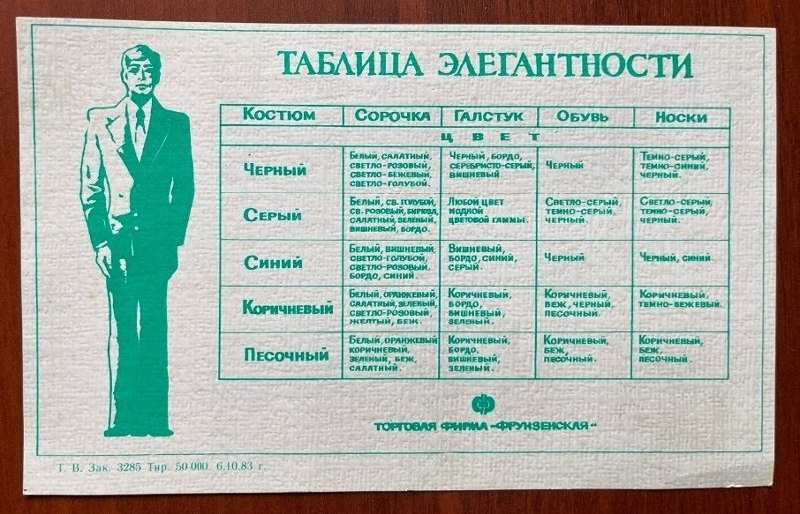 ТАБЛИЦА ЭЛЕГАНТНОСТИ
КОСТЮМ СОРОЧКА ГАЛСТУК ОБУВЬ НОСКИ
ЦВЕТ
ЧЕРНЫЙ
БЕЛЫЙ, САЛАТНЫЙ,
СВЕТЛО-РОЗОВЫЙ,
СВЕТЛО-БЕЖЕВЫЙ,
СВЕТЛО-ГОЛУБОЙ.
ЧЕРНЫЙ, БОРДО,
СЕРЕБРИСТО-СЕРЫЙ,
ВИШНЕВЫЙ
ЧЕРНЫЙ
ТЕМНО-СЕРЫЙ,
ТЕМНО-СИНИЙ,
ЧЕРНЫЙ.
СЕРЫЙ
БЕЛЫЙ, СВ. ГОЛУБОЙ,
СВ. РОЗОВЫЙ, БИРЮЗА,
САЛАТНЫЙ, ЗЕЛЕНЫЙ,
ВИШНЕВЫЙ, БОРДО.
ЛЮБОЙ ЦВЕТ
МОДНОЙ
ЦВЕТОВОЙ ГАММЫ.
СВЕТЛО-СЕРЫЙ,
ТЕМНО-СЕРЫЙ,
ЧЕРНЫЙ.
СВЕТЛО-СЕРЫЙ,
ТЕМНО-СЕРЫЙ,
ЧЕРНЫЙ.
СИНИЙ
БЕЛЫЙ, ВИШНЕВЫЙ,
СВЕТЛО-ГОЛУБОЙ,
СВЕТЛО-РОЗОВЫЙ,
БОРДО, СИНИЙ.
ВИШНЕВЫЙ,
БОРДО, СИНИЙ,
СЕРЫЙ.
ЧЕРНЫЙ
ЧЕРНЫЙ, СИНИЙ.
КОРИЧНЕВЫЙ
БЕЛЫЙ, ОРАНЖЕВЫЙ,
САЛАТНЫЙ, ЗЕЛЕНЫЙ,
СВЕТЛО-РОЗОВЫЙ,
ЖЕЛТЫЙ, БЕЖ.
КОРИЧНЕВЫЙ,
БОРДО,
ВИШНЕВЫЙ,
ЗЕЛЕНЫЙ.
КОРИЧНЕВЫЙ,
БЕЖ, ЧЕРНЫЙ,
ПЕСОЧНЫЙ.
КОРИЧНЕВЫЙ,
ТЕМНО-БЕЖЕВЫЙ.
ПЕСОЧНЫЙ
БЕЛЫЙ, ОРАНЖЕВЫЙ
КОРИЧНЕВЫЙ,
ЗЕЛЕНЫЙ, БЕЖ,
САЛАТНЫЙ.
КОРИЧНЕВЫЙ,
БОРДО,
ВИШНЕВЫЙ,
ЗЕЛЕНЫЙ.
КОРИЧНЕВЫЙ,
БЕЖ,
ПЕСОЧНЫЙ.
КОРИЧНЕВЫЙ,
БЕЖ,
ПЕСОЧНЫЙ.
ТОРГОВАЯ ФИРМА «ФРУНЗЕНСКАЯ»
Т. В. Зак. 3285 Тир. 50 000. 6.10.83 г.